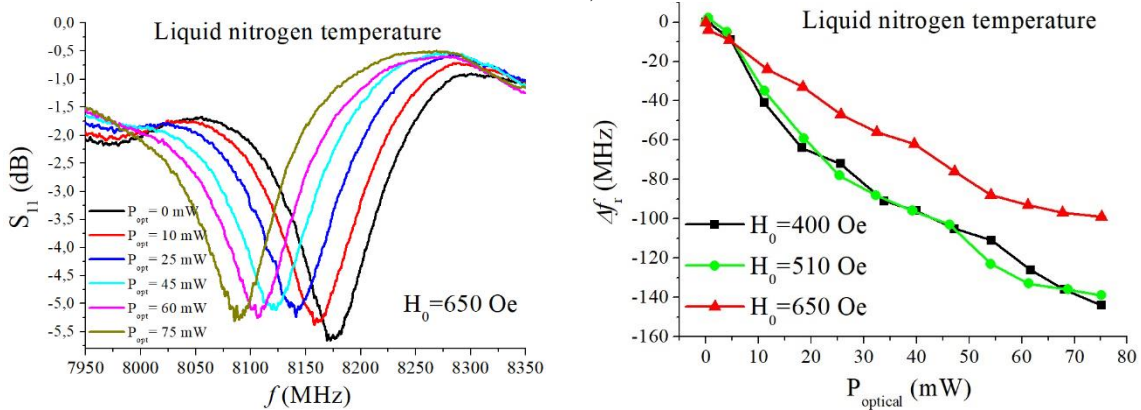 Liquid nitrogen temperature
0,0
-0,5
-1.0
-1.5
-2.0
-2.5
-3.0
-3.5
-4.0
-4.5
-5.0
-5.5
S11 (dB)
Popt= 0 mW
Popt= 10 mW
Popt= 25 mW
Popt= 45 mW
Popt= 60 mW
Popt= 75 mW
H0=650 Oe
7950 8000 8050 8100 8150 8200 8250 8300 8350
f (MHz)
Liquid nitrogen temperature
0
-20
-40
-60
-80
-100
-120
-140
-160
Δfr (MHz)
H0=400 Oe
H0=510 Oe
H0=650 Oe
0 10 20 30 40 50 60 70 80
Poptical (mW)